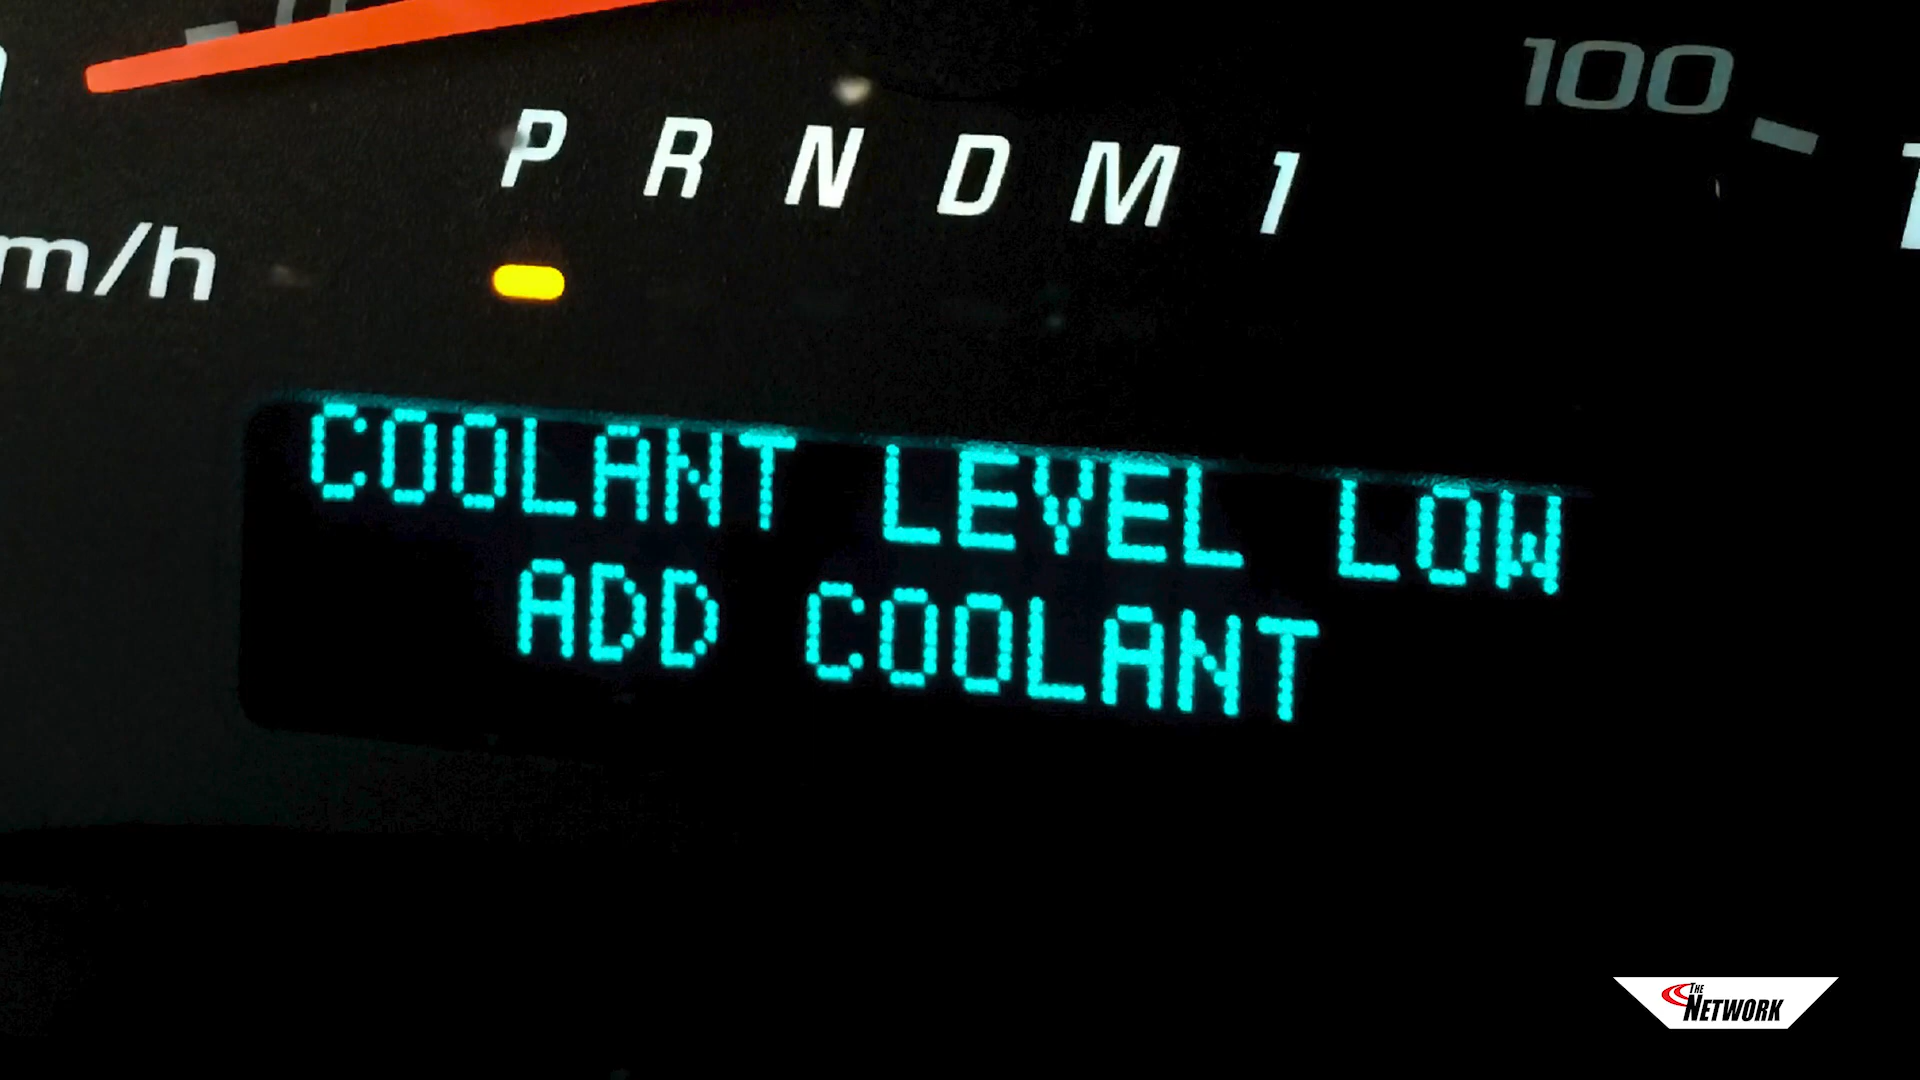 100
P R N D M 1
m/h
COOLANT LEVEL LOW
ADD COOLANT
THE
NETWORK